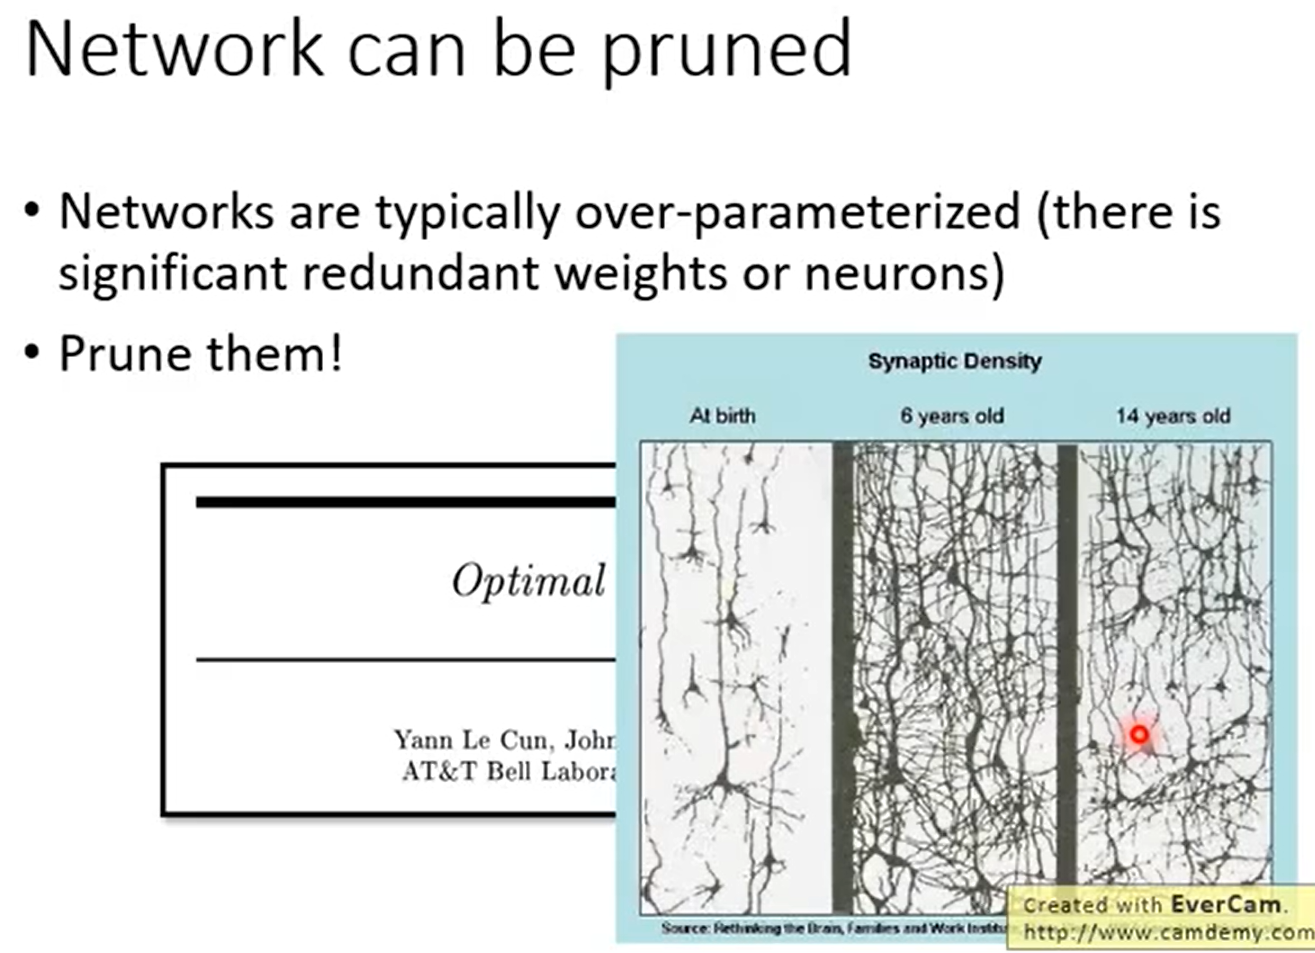 Network can be pruned
• Networks are typically over-parameterized (there is
significant redundant weights or neurons)
• Prune them!
Optimal
Yann Le Cun, John
AT&T Bell Labora
Synaptic Density
At birth 6 years old 14 years old
Source: Rethinking the Brain, Families and Work Institu
Created with EverCam.
http://www.camdemy.com